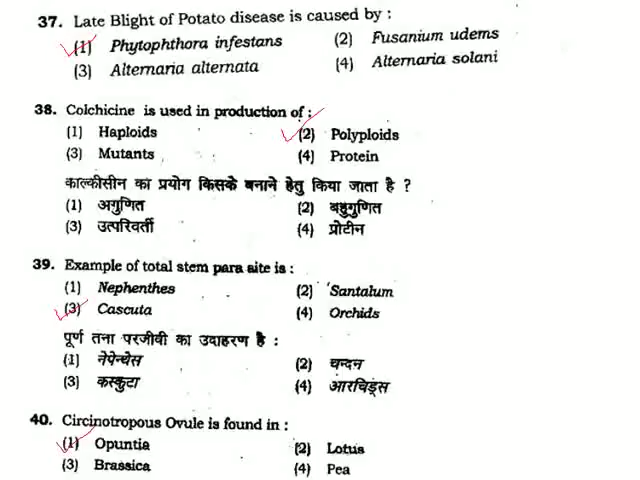 37. Late Blight of Potato disease is caused by :
(1) Phytophthora infestans (2) Fusanium udems
(3) Alternaria alternata (4) Alternaria solani
38. Colchicine is used in production of :
(1) Haploids (2) Polyploids
(3) Mutants (4) Protein
काल्कीसीन का प्रयोग किसके बनाने हेतु किया जाता है ?
(1) अगुणित (2) बहुगुणित
(3) उत्परिवर्ती (4) प्रोटीन
39. Example of total stem para site is :
(1) Nephenthes (2) Santalum
(3) Cascuta (4) Orchids
पूर्ण तना परजीवी का उदाहरण है :
(1) नेपेन्थेस (2) चन्दन
(3) कस्कुटा (4) आरचिड्स
40. Circinotropous Ovule is found in :
(1) Opuntia (2) Lotus
(3) Brassica (4) Pea